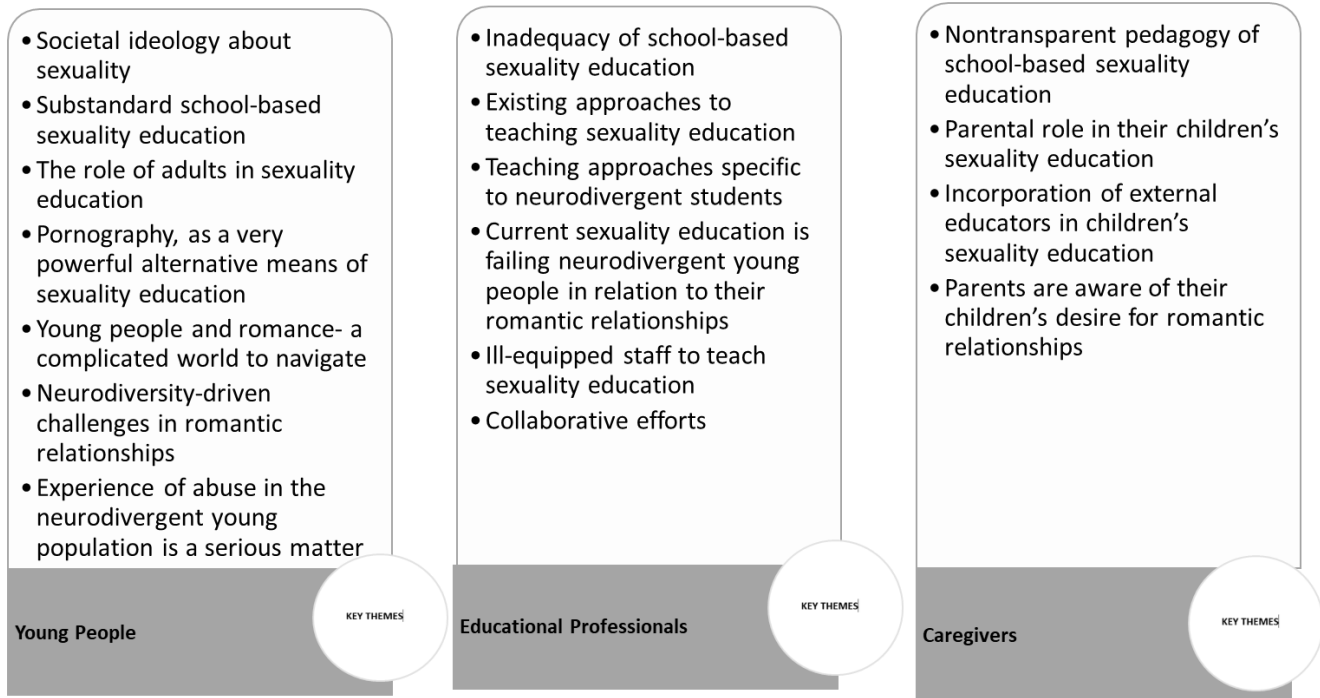 • Societal ideology about
sexuality
• Substandard school-based
sexuality education
• The role of adults in sexuality
education
• Pornography, as a very
powerful alternative means of
sexuality education
• Young people and romance- a
complicated world to navigate
• Neurodiversity-driven
challenges in romantic
relationships
• Experience of abuse in the
neurodivergent young
population is a serious matter
KEY THEMES
Young People
• Inadequacy of school-based
sexuality education
• Existing approaches to
teaching sexuality education
• Teaching approaches specific
to neurodivergent students
• Current sexuality education is
failing neurodivergent young
people in relation to their
romantic relationships
• Ill-equipped staff to teach
sexuality education
• Collaborative efforts
KEY THEMES
Educational Professionals
• Nontransparent pedagogy of
school-based sexuality
education
• Parental role in their children's
sexuality education
• Incorporation of external
educators in children's
sexuality education
• Parents are aware of their
children's desire for romantic
relationships
KEY THEMES
Caregivers